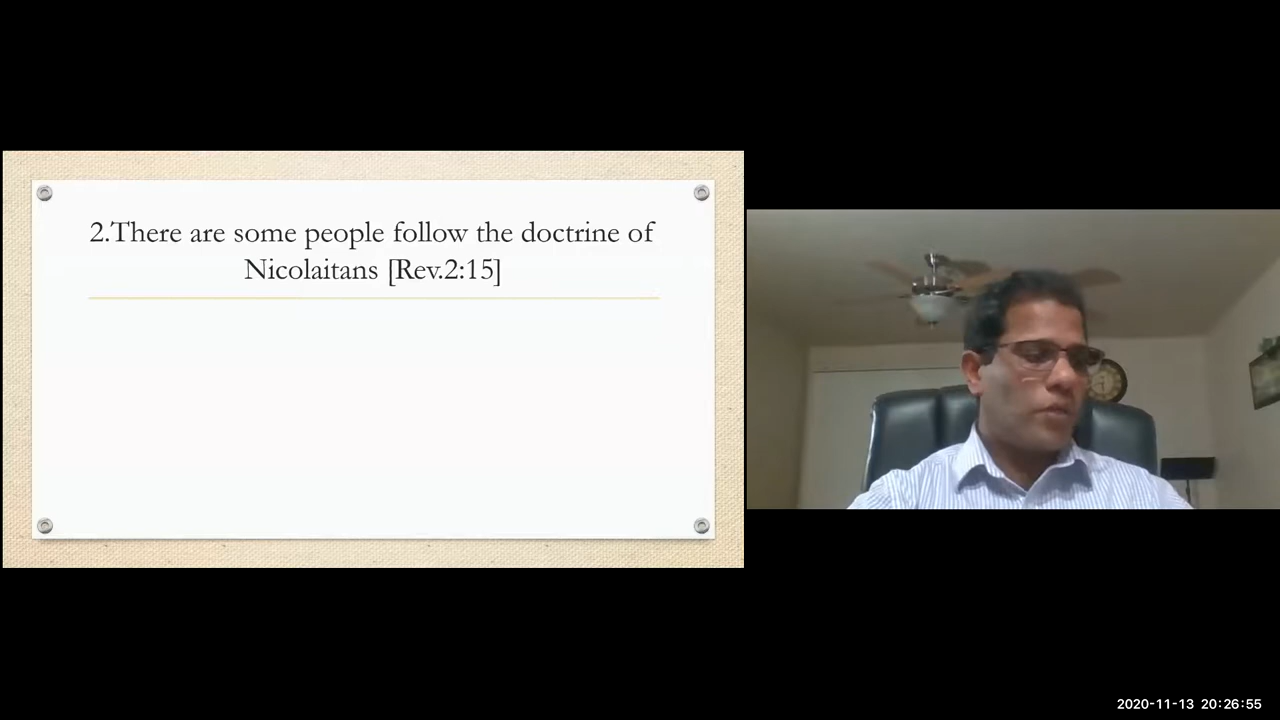 2.There are some people follow the doctrine of
Nicolaitans [Rev.2:15]
2020-11-13 20:26:55